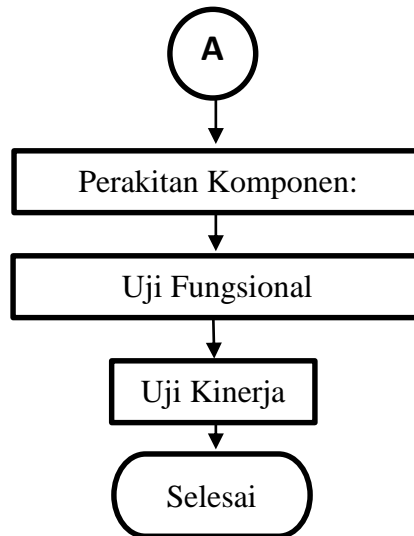 A
Perakitan Komponen:
Uji Fungsional
Uji Kinerja
Selesai